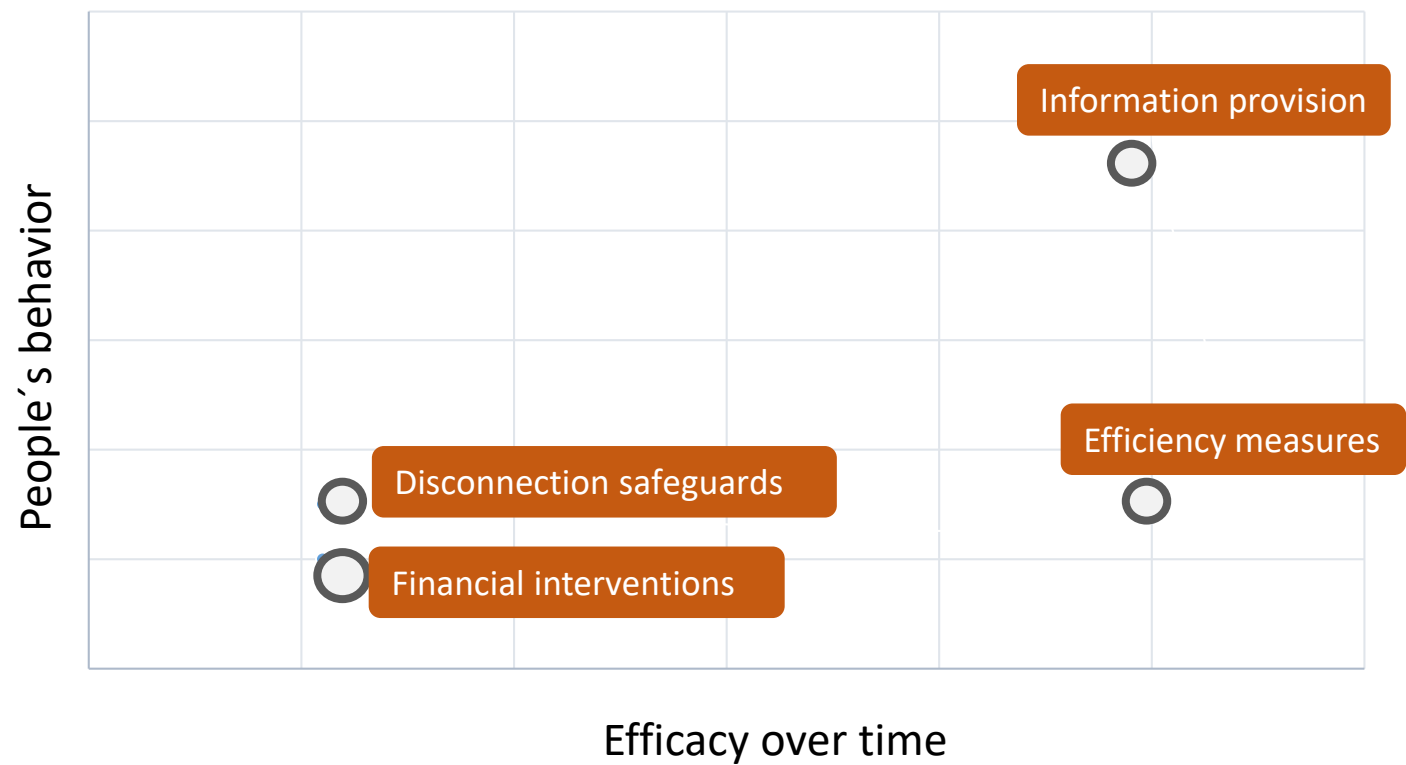 Information provision
People´s behavior
Efficiency measures
Disconnection safeguards
Financial interventions
Efficacy over time